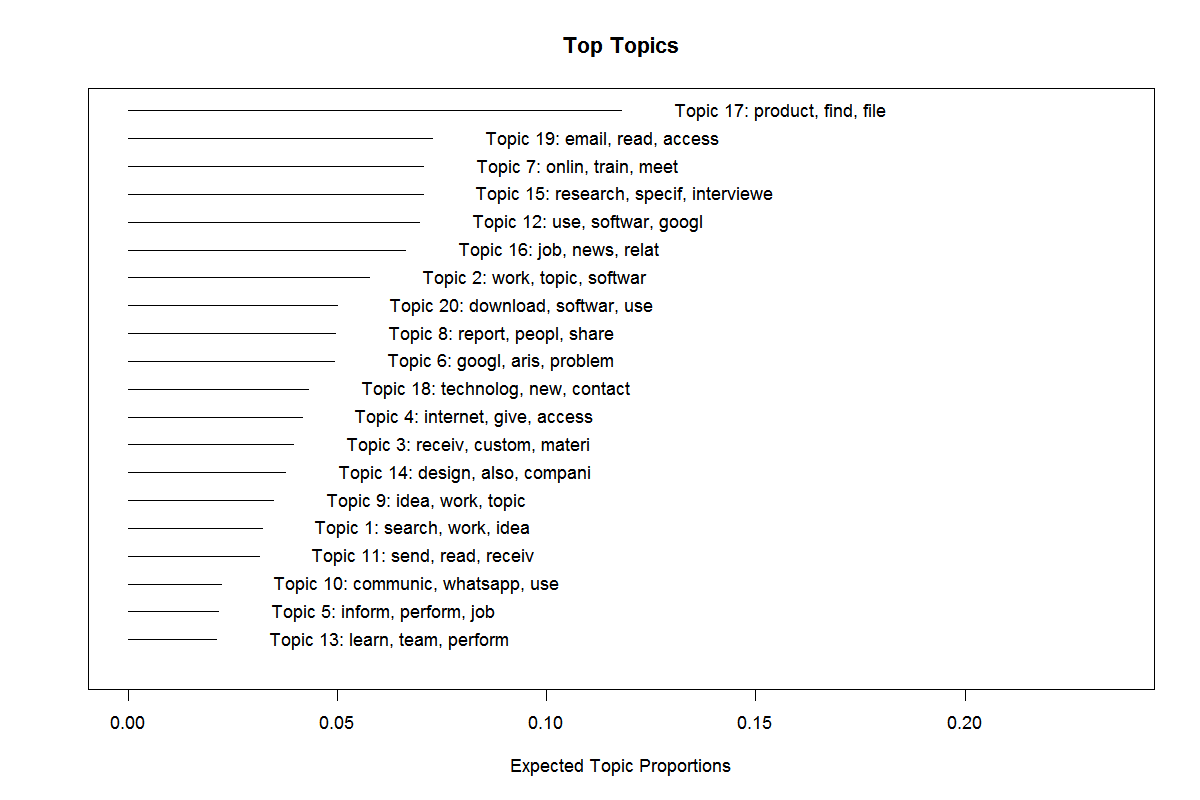 Top Topics
Topic 17: product, find, file
Topic 19: email, read, access
Topic 7: onlin, train, meet
Topic 15: research, specif, interviewe
Topic 12: use, softwar, googl
Topic 16: job, news, relat
Topic 2: work, topic, softwar
Topic 20: download, softwar, use
Topic 8: report, peopl, share
Topic 6: googl, aris, problem
Topic 18: technolog, new, contact
Topic 4: internet, give, access
Topic 3: receiv, custom, materi
Topic 14: design, also, compani
Topic 9: idea, work, topic
Topic 1: search, work, idea
Topic 11: send, read, receiv
Topic 10: communic, whatsapp, use
Topic 5: inform, perform, job
Topic 13: learn, team, perform
0.00 0.05 0.10 0.15 0.20
Expected Topic Proportions